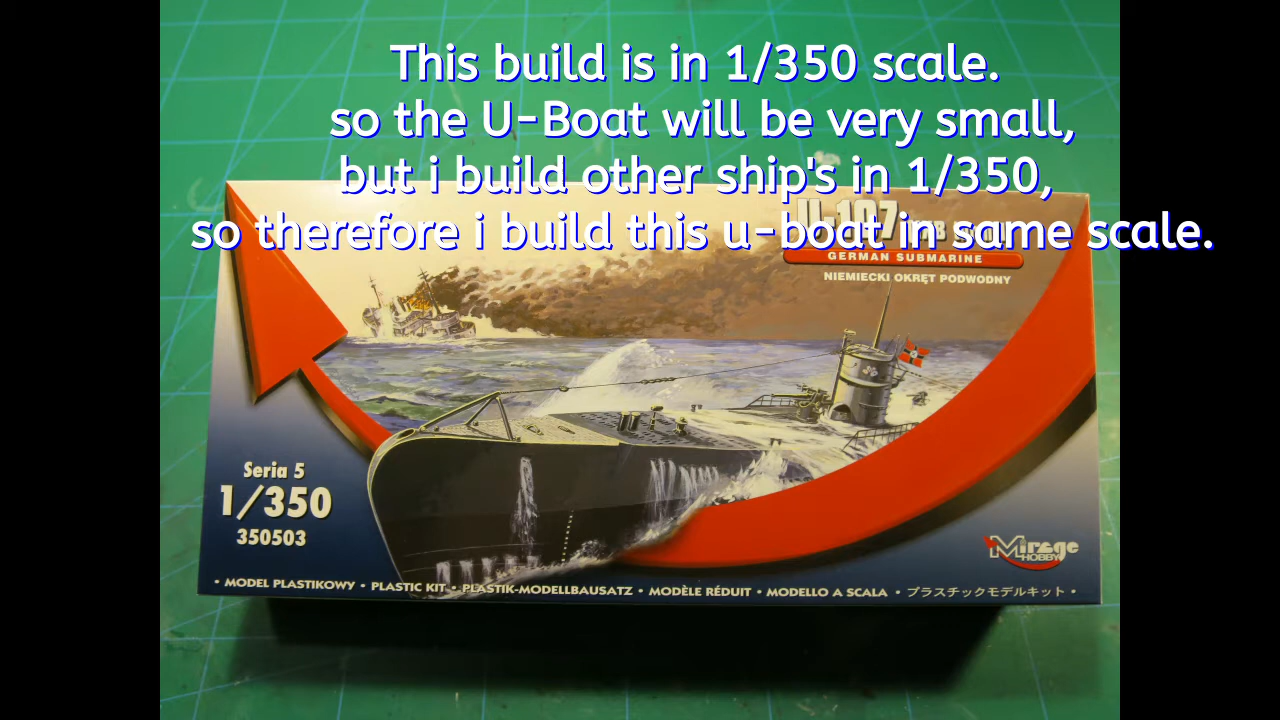 This build is in 1/350 scale.
so the U-Boat will be very small,
but i build other ship's in 1/350,
so therefore i build this u-boat in same scale.
U-107
GERMAN SUBMARINE
NIEMIECKI OKRĘT PODWODNY
Seria 5
1/350
350503
Mirage
HOBBY
• MODEL PLASTIKOWY • PLASTIC KIT • PLASTIK-MODELLBAUSATZ • MODÈLE RÉDUIT • MODELLO A SCALA • プラスチックモデルキット •